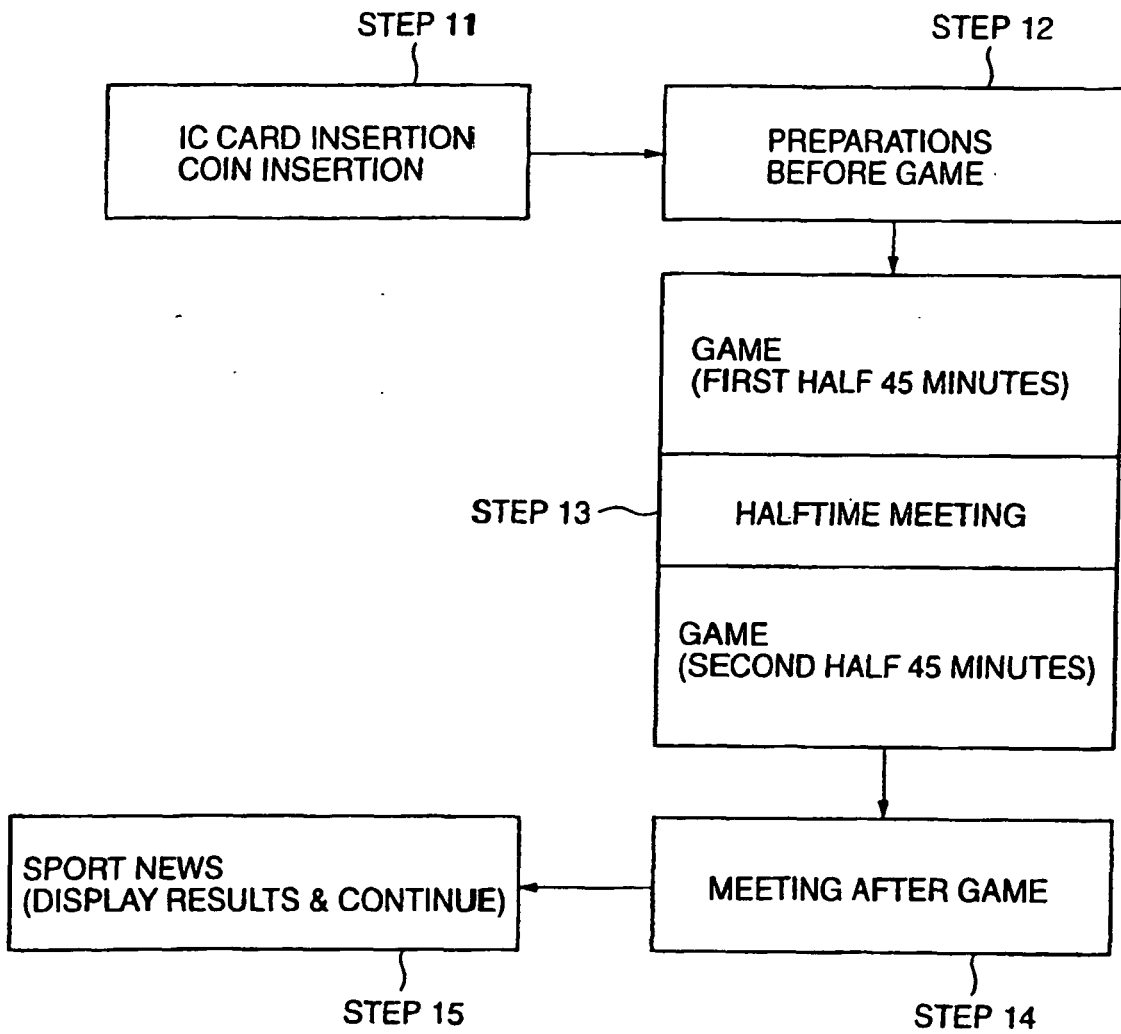 STEP 11
STEP 12
IC CARD INSERTION
COIN INSERTION
PREPARATIONS
BEFORE GAME
GAME
(FIRST HALF 45 MINUTES)
STEP 13
HALFTIME MEETING
GAME
(SECOND HALF 45 MINUTES)
SPORT NEWS
(DISPLAY RESULTS & CONTINUE)
MEETING AFTER GAME
STEP 15
STEP 14